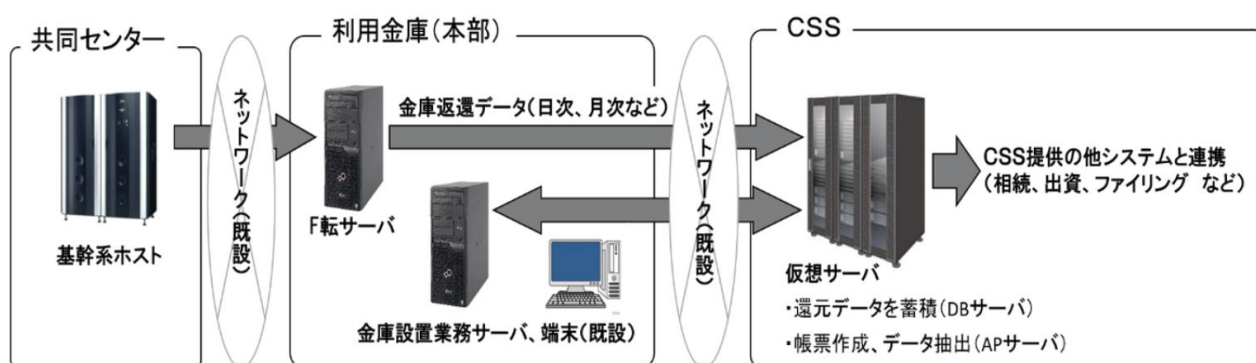 共同センター
基幹系ホスト
ネットワーク(既設)
利用金庫(本部)
金庫返還データ(日次、月次など)
F転サーバ
金庫設置業務サーバ、端末(既設)
ネットワーク(既設)
CSS
CSS提供の他システムと連携
(相続、出資、ファイリング など)
仮想サーバ
・還元データを蓄積(DBサーバ)
・帳票作成、データ抽出(APサーバ)